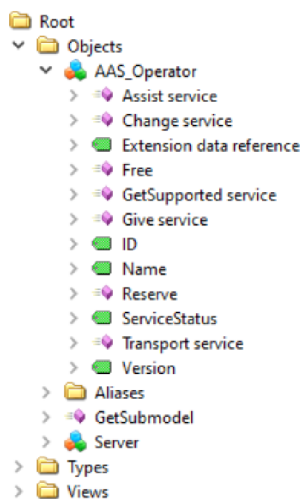 Root
Objects
AAS_Operator
Assist service
Change service
Extension data reference
Free
GetSupported service
Give service
ID
Name
Reserve
ServiceStatus
Transport service
Version
Aliases
GetSubmodel
Server
Types
Views